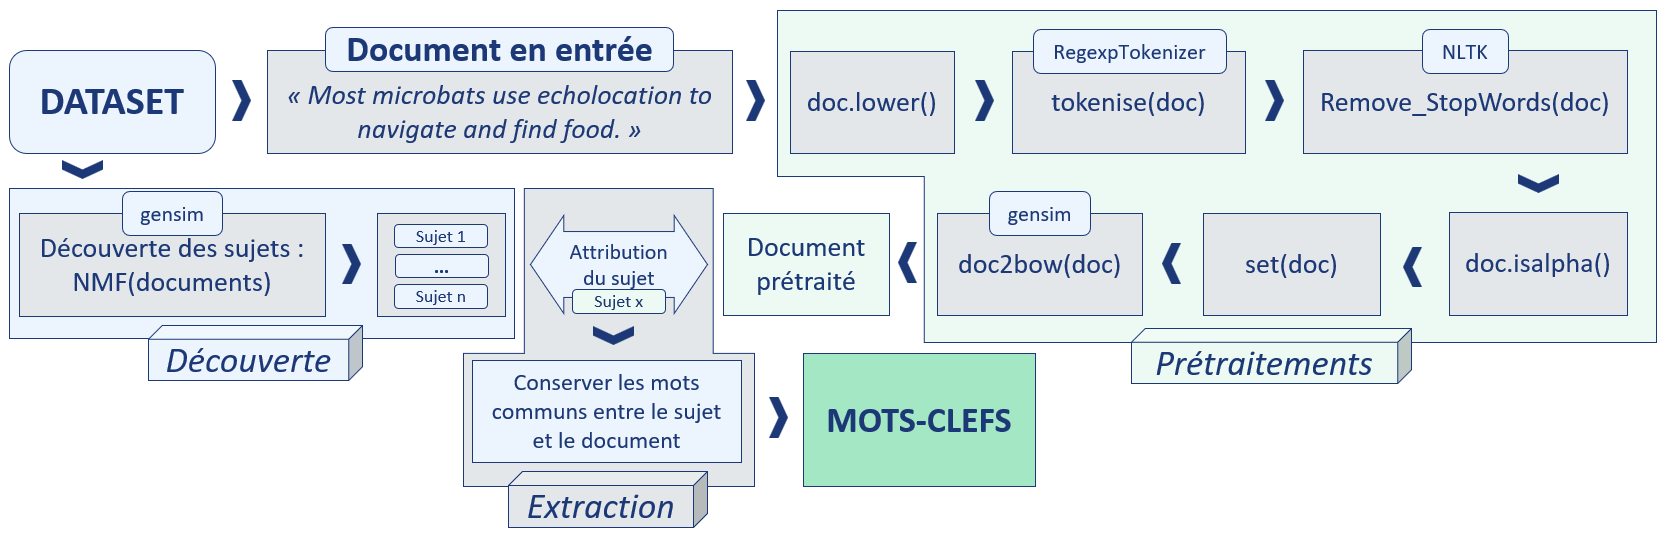 DATASET
Document en entrée
« Most microbats use echolocation to
navigate and find food. »
doc.lower()
RegexpTokenizer
tokenise(doc)
NLTK
Remove_StopWords(doc)
doc.isalpha()
set(doc)
gensim
doc2bow(doc)
Document
prétraité
Prétraitements
gensim
Découverte des sujets :
NMF(documents)
Sujet 1
...
Sujet n
Découverte
Attribution
du sujet
Sujet x
Conserver les mots
communs entre le sujet
et le document
Extraction
MOTS-CLEFS